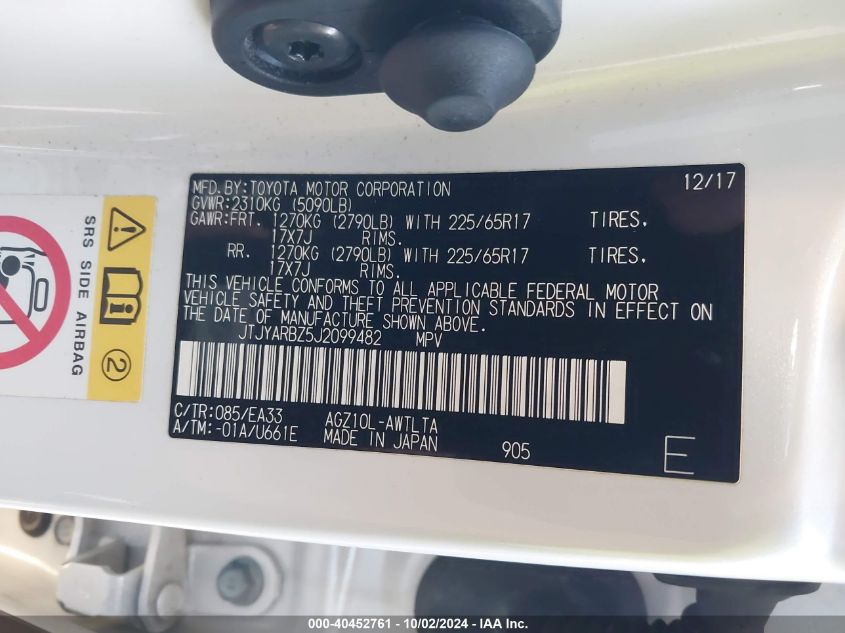 MFD.BY:TOYOTA MOTOR CORPORATION 12/17
GVWR:2310KG (5090LB)
GAWR:FRT. 1270KG (2790LB) WITH 225/65R17 TIRES.
17X7J RIMS.
RR. 1270KG (2790LB) WITH 225/65R17 TIRES.
17X7J RIMS.
THIS VEHICLE CONFORMS TO ALL APPLICABLE FEDERAL MOTOR
VEHICLE SAFETY AND THEFT PREVENTION STANDARDS IN EFFECT ON
THE DATE OF MANUFACTURE SHOWN ABOVE.
JTJYARBZ5J2099482 MPV
C/TR:085/EA33 AGZ10L-AWTLTA
A/TM:-01A/U661E MADE IN JAPAN 905 E
SRS SIDE AIRBAG
2
000-40452761 - 10/02/2024 - IAA Inc.